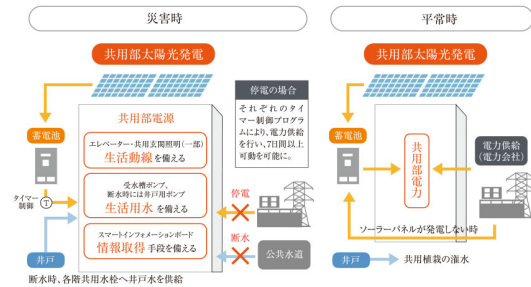 災害時
共用部太陽光発電
蓄電池
タイマー
制御
T
井戸
共用部電源
エレベーター・共用玄関照明(一部)
生活動線を備える
受水槽ポンプ、
断水時には井戸用ポンプ
生活用水を備える
スマートインフォメーションボード
情報取得手段を備える
停電の場合
それぞれのタイ
マー制御プログラ
ムにより、電力供給
を行い、7日間以上
可動を可能に。
停電
断水
公共水道
断水時、各階共用水栓へ井戸水を供給
平常時
共用部太陽光発電
蓄電池
共用部電力
電力供給
(電力会社)
ソーラーパネルが発電しない時
井戸
共用植栽の潅水